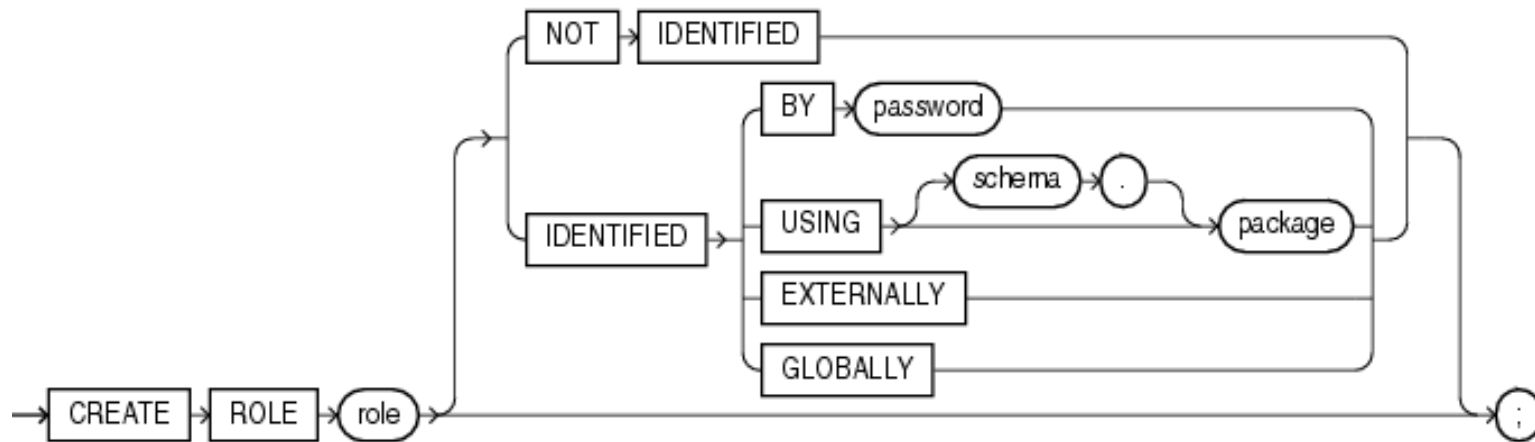 NOT IDENTIFIED
BY password
schema .
USING package
IDENTIFIED
EXTERNALLY
GLOBALLY
CREATE ROLE role ;